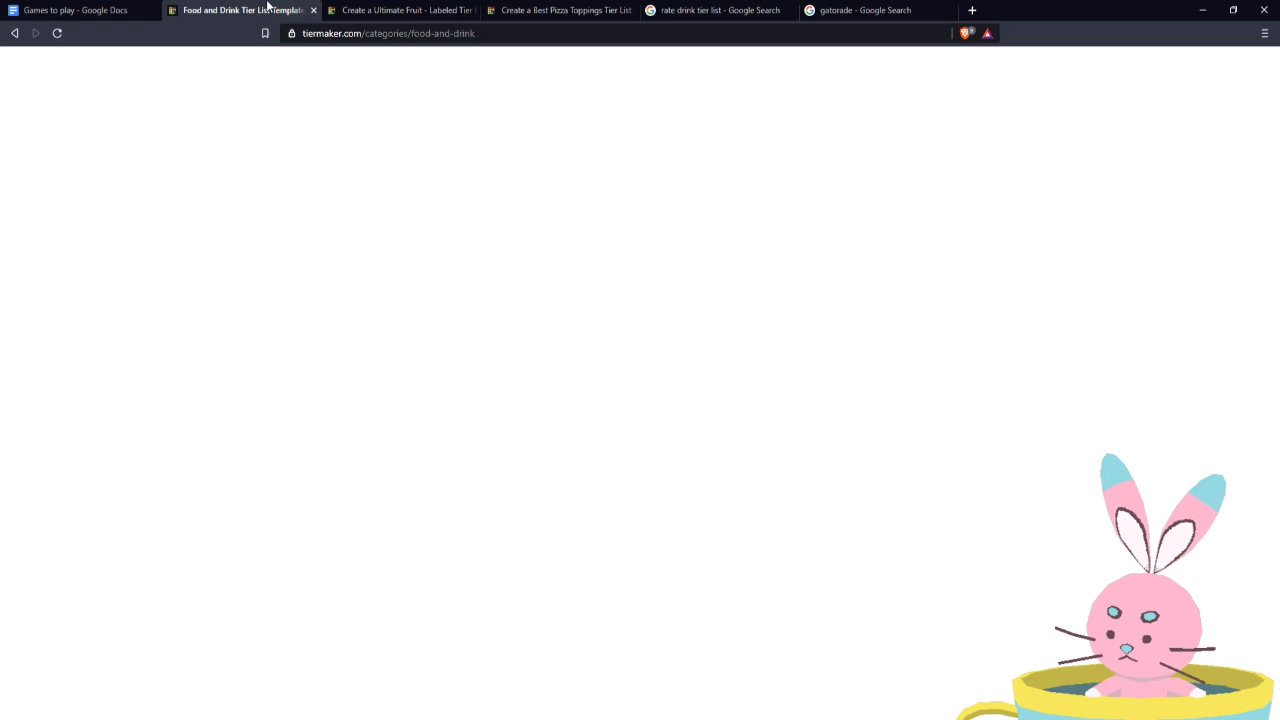 Games to play - Google Docs
Food and Drink Tier List Template
Create a Ultimate Fruit - Labeled Tier
Create a Best Pizza Toppings Tier List
rate drink tier list - Google Search
gatorade - Google Search
tiermaker.com/categories/food-and-drink